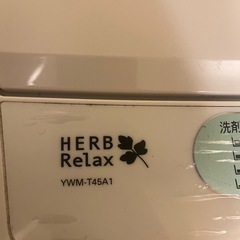 HERB
Relax
YWM-T45A1
洗剤